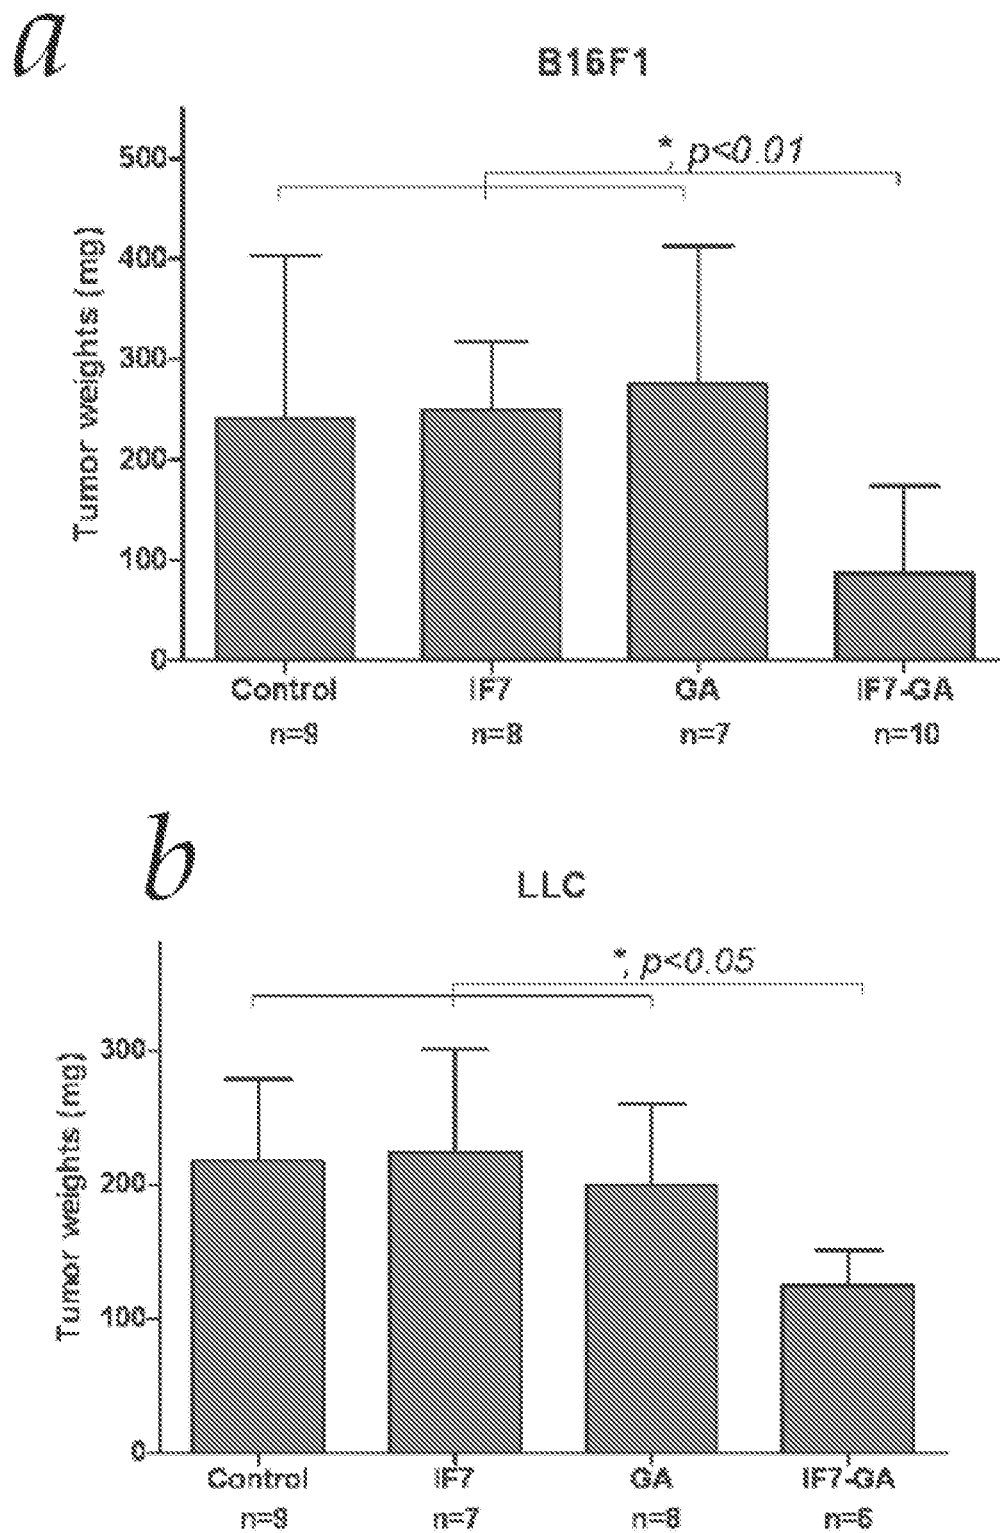 a
B16F1
*, p<0.01
500
400
300
200
100
0
Tumor weights (mg)
Control IF7 GA IF7-GA
n=9 n=8 n=7 n=10
b
LLC
*, p<0.05
300
200
100
0
Tumor weights (mg)
Control IF7 GA IF7-GA
n=9 n=7 n=8 n=6